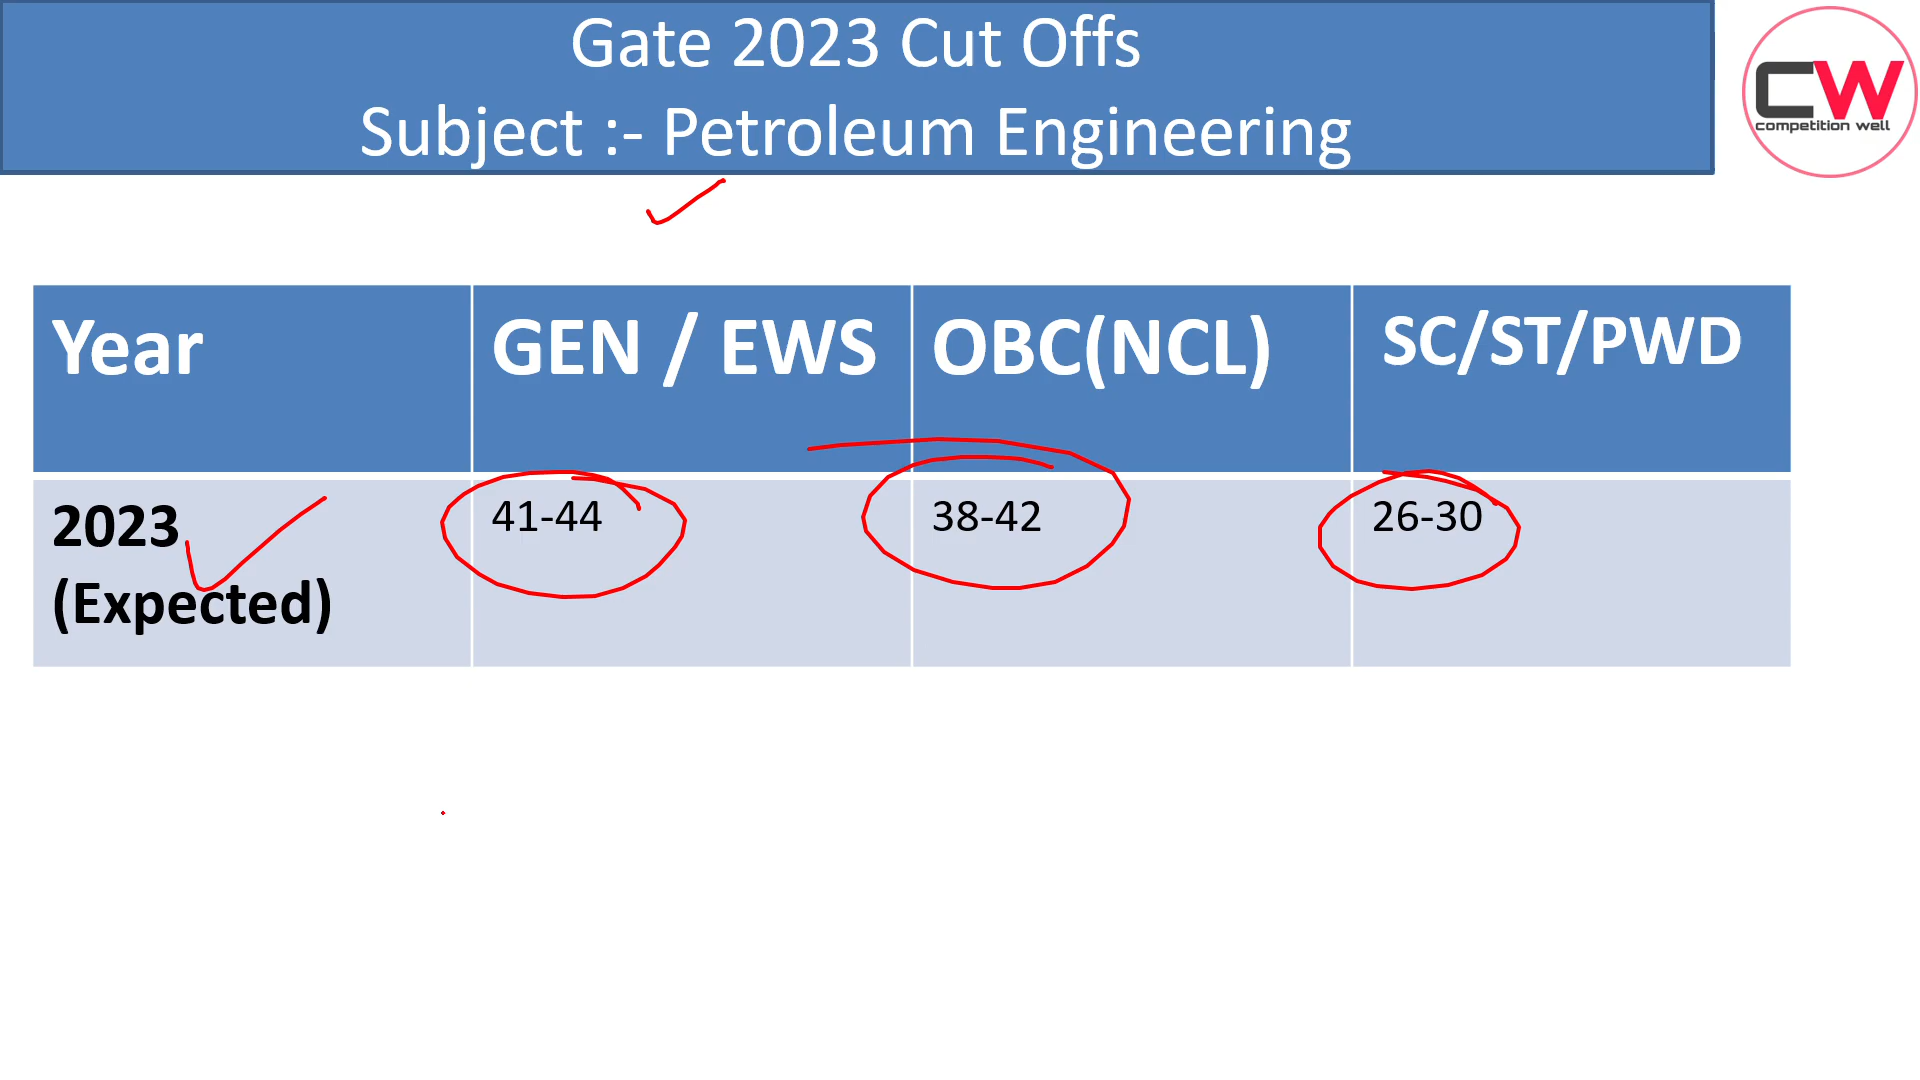 Gate 2023 Cut Offs
Subject :- Petroleum Engineering
CW
competition well
Year GEN / EWS OBC(NCL) SC/ST/PWD
2023 41-44 38-42 26-30
(Expected)